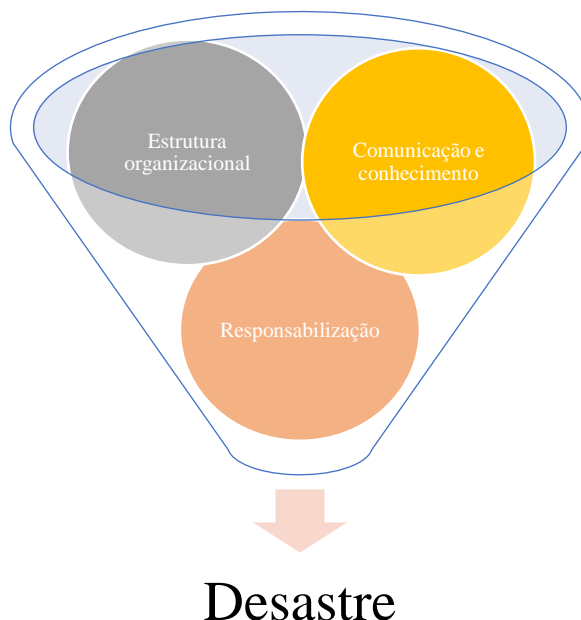 Estrutura
organizacional
Comunicação e
conhecimento
Responsabilização
Desastre